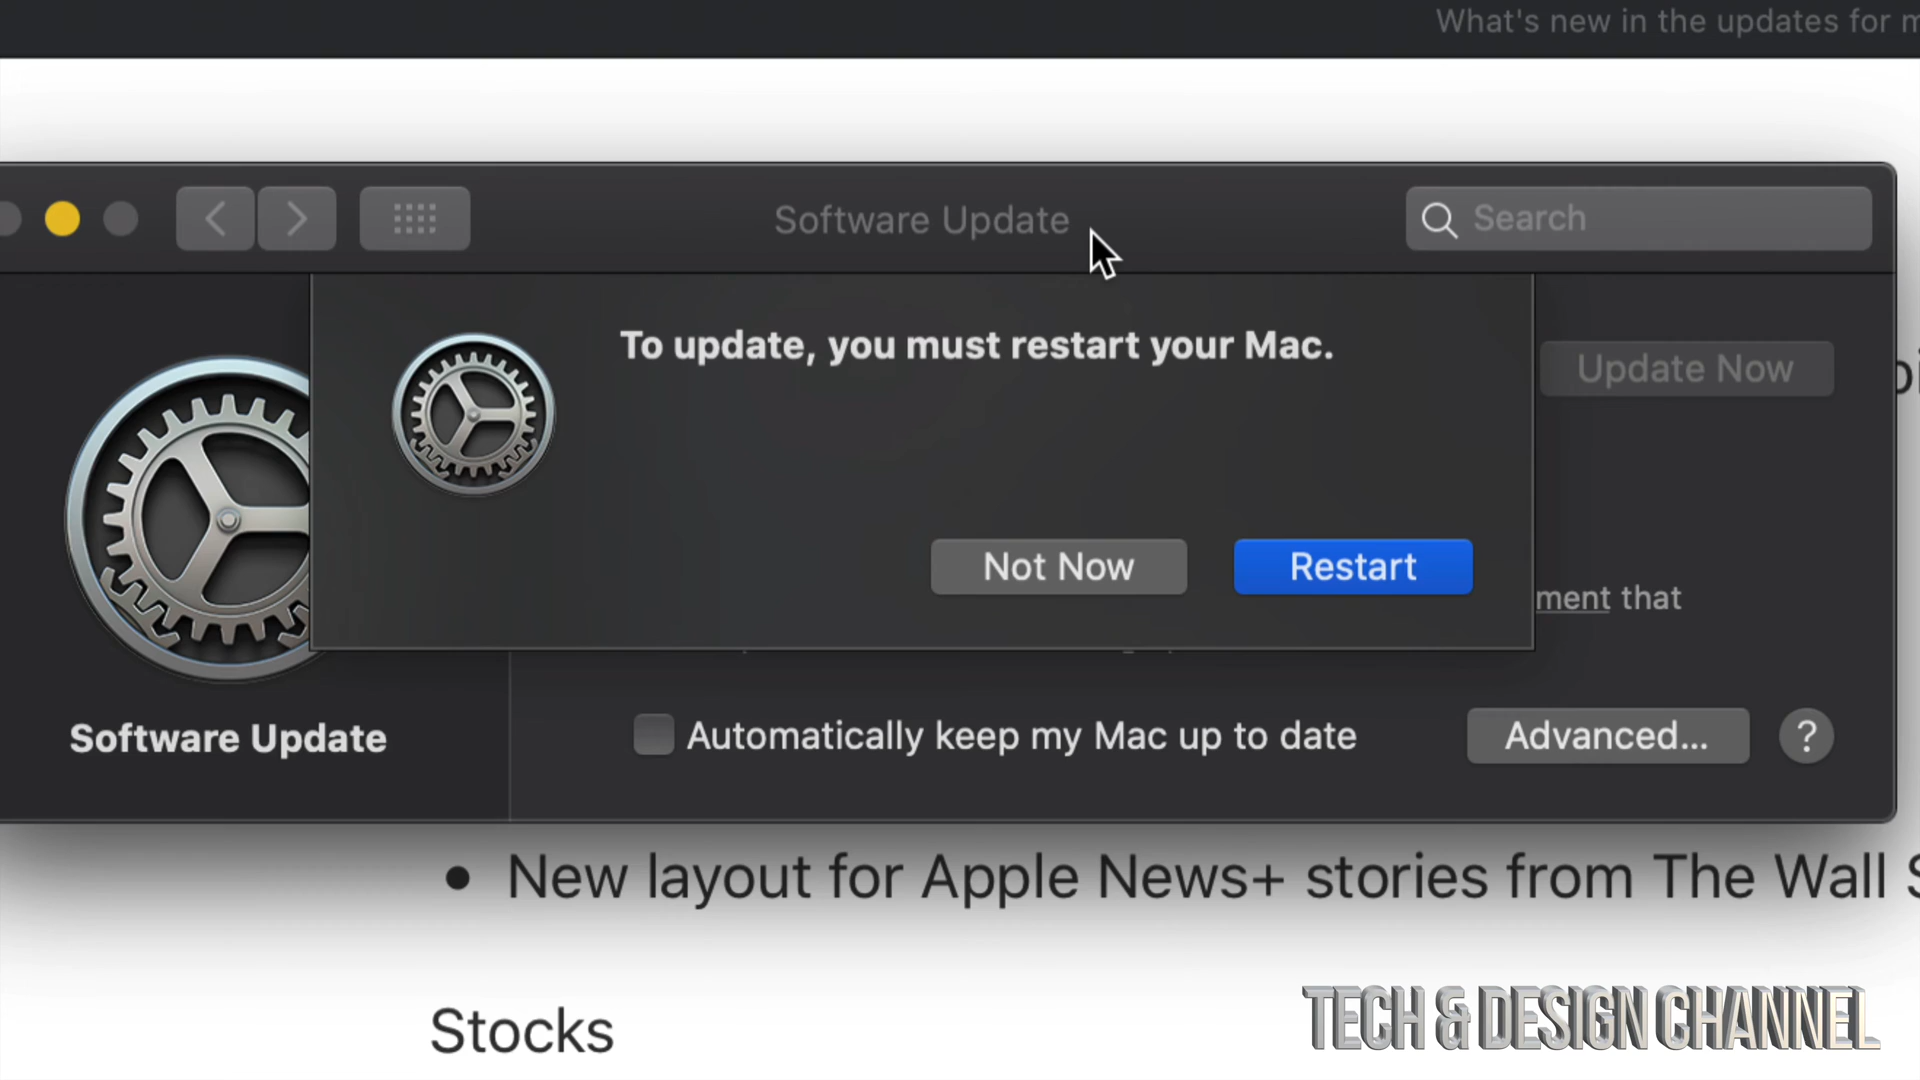 What's new in the updates for m
Software Update
Search
To update, you must restart your Mac.
Update Now
Not Now
Restart
ment that
Software Update
Automatically keep my Mac up to date
Advanced...
?
• New layout for Apple News+ stories from The Wall S
Stocks
TECH & DESIGN CHANNEL